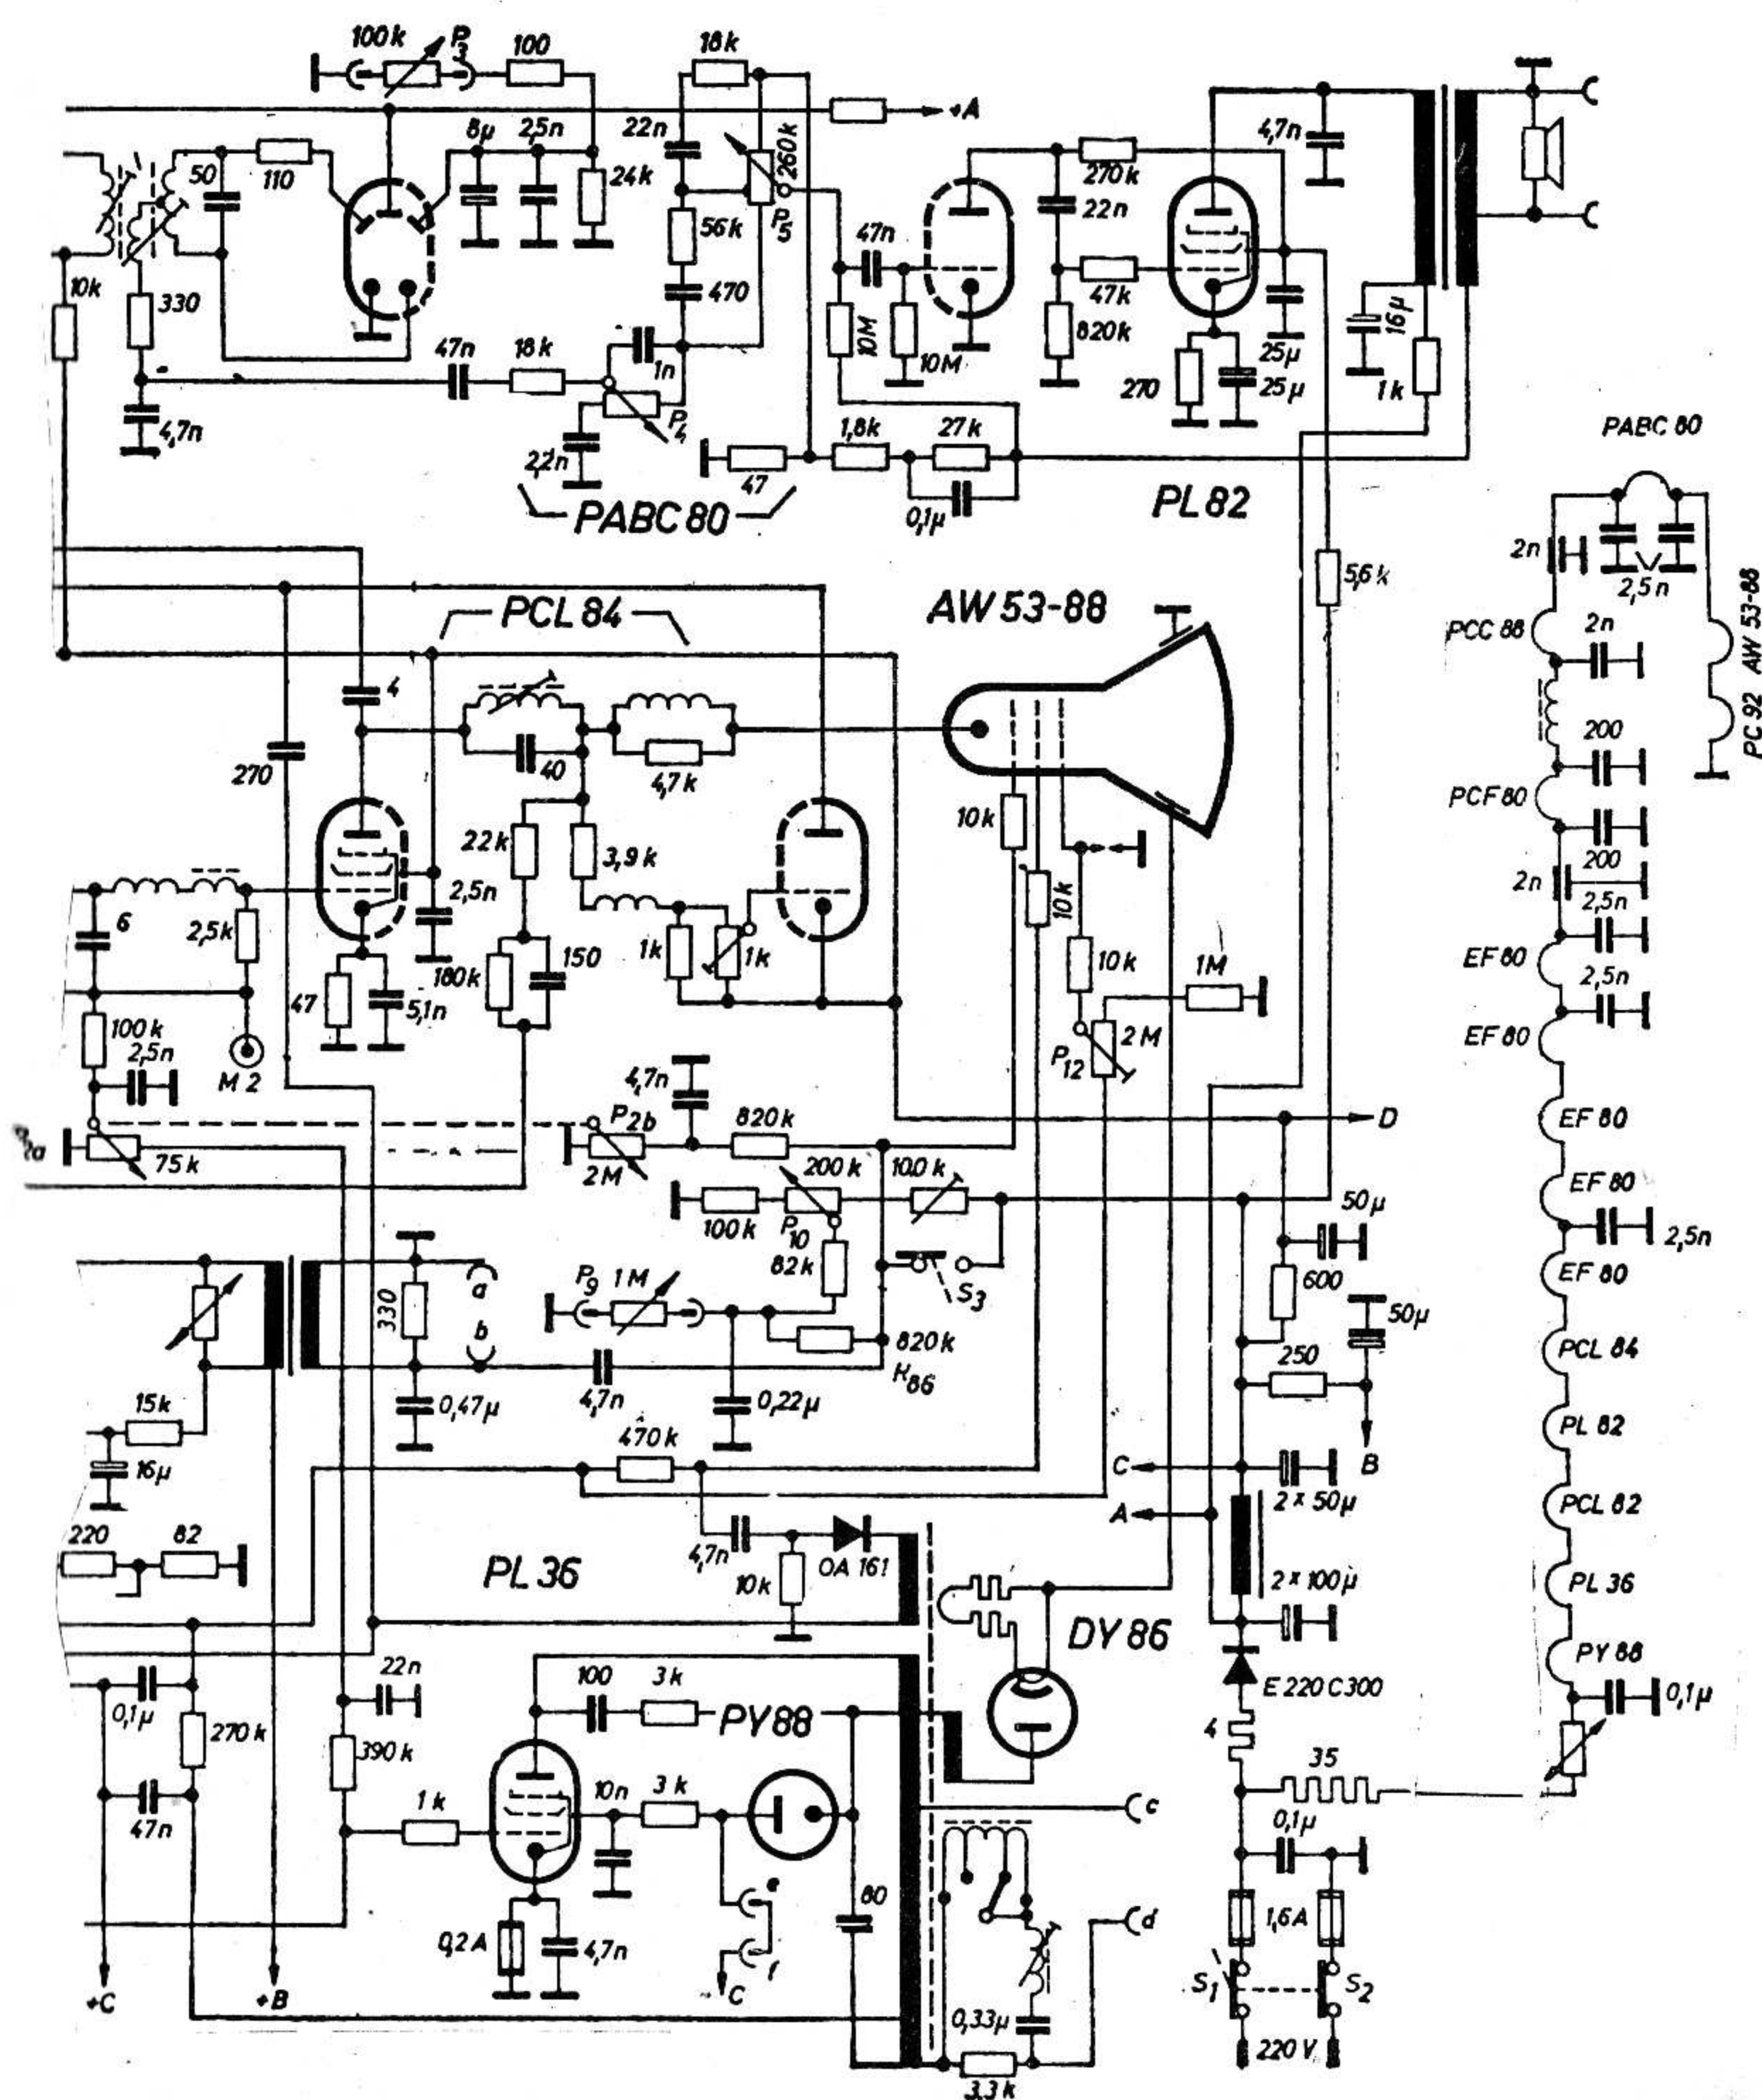 100k P3 100 18k
+A
50 110 8µ 2,5n 22n 260k 4,7n
24k 270k
56k P5 22n
10k 330 47n 47k
470 820k 16µ
47n 18k 1n 10M 10M 270 25µ 25µ 1k
4,7n P4
2,2n 47 1,8k 27k
PABC 80 0,1µ PL82
PABC 80
2n 2,5n
5,6k
PCL 84 AW 53-88
PCC 88 2n PC 92 AW 53-88
4
270 40 4,7k 200
10k PCF 80
22k 3,9k 200
2,5n 10k 2n
6 2,5k 2,5n
47 5,1n 180k 150 1k 1k 10k 1M EF 80
2,5n
100k 2M EF 80
2,5n M2 P12
4,7n
P2b 820k D EF 80
75k 2M 200k 100k
100k P10 50µ EF 80
2,5n
330 a 82k S3 600 EF 80
P9 1M
b 820k 50µ
R86 250 PCL 84
15k 0,47µ 4,7n 0,22µ
470k PL 82
16µ C B
2 x 50µ
220 82 A PCL 82
PL 36 4,7n 10k OA 161
2 x 100µ PL 36
DY 86
22n PY 88
100 3k PY88 E 220 C 300 0,1µ
0,1µ 270k 390k 4
35
1k 10n 3k c
47n 0,1µ
e 80
0,2A 4,7n d 1,6A
f
+C +B C S1 S2
0,33µ
220 V
3,3k